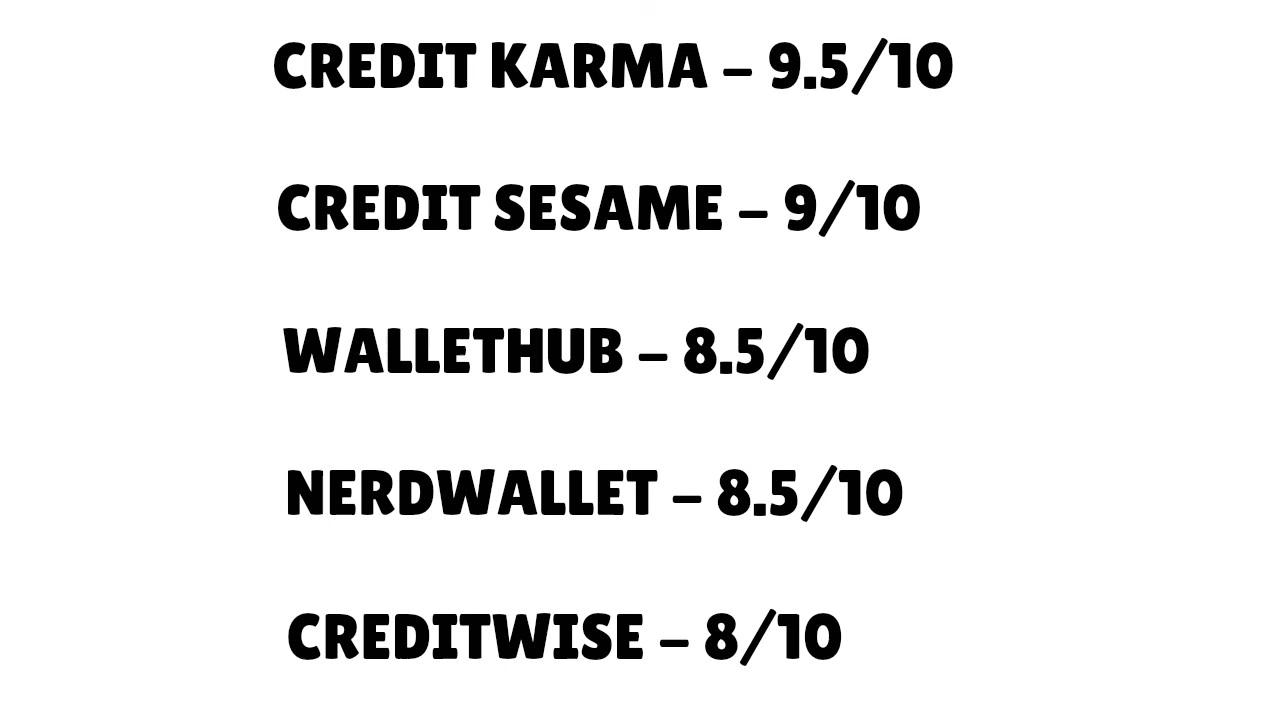 CREDIT KARMA – 9.5/10
CREDIT SESAME – 9/10
WALLETHUB – 8.5/10
NERDWALLET – 8.5/10
CREDITWISE – 8/10